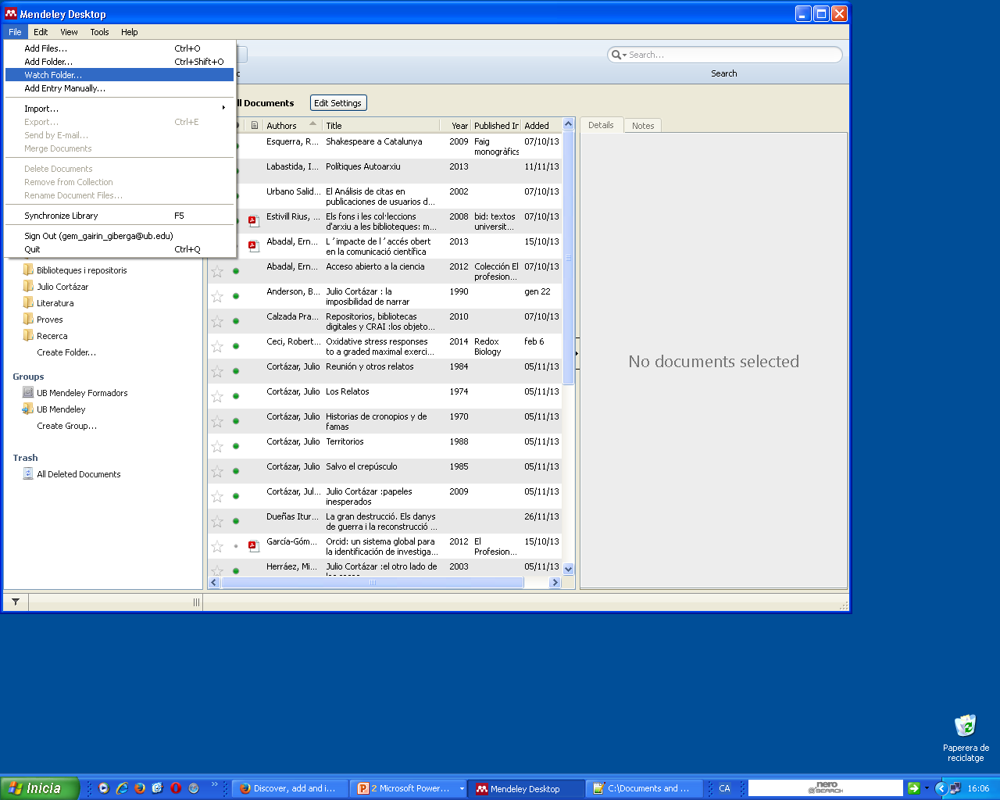 Mendeley Desktop
File Edit View Tools Help
Add Files... Ctrl+O
Add Folder... Ctrl+Shift+O
Watch Folder...
Add Entry Manually...
Import...
Export... Ctrl+E
Send by E-mail...
Merge Documents
Delete Documents
Remove from Collection
Rename Document Files...
Synchronize Library F5
Sign Out (gem_gairin_giberga@ub.edu)
Quit Ctrl+Q
Search...
Search
Documents Edit Settings
Biblioteques i repositoris
Julio Cortázar
Literatura
Proves
Recerca
Create Folder...
Groups
UB Mendeley Formadors
UB Mendeley
Create Group...
Trash
All Deleted Documents
Authors Title Year Published In Added
Esquerra, R... Shakespeare a Catalunya 2009 Faig 07/10/13
monogràfics
Labastida, I... Polítiques Autoarxiu 2013 11/11/13
Urbano Salid... El Análisis de citas en 2002 07/10/13
publicaciones de usuarios d...
Estivill Rius, ... Els fons i les col·leccions 2008 bid: textos 07/10/13
d'arxiu a les biblioteques: m... universit...
Abadal, Ern... L´impacte de l´accés obert 2013 15/10/13
en la comunicació científica
Abadal, Ern... Acceso abierto a la ciencia 2012 Colección El 07/10/13
profesion...
Anderson, B... Julio Cortázar : la 1990 gen 22
imposibilidad de narrar
Calzada Pra... Repositorios, bibliotecas 2010 07/10/13
digitales y CRAI :los objeto...
Ceci, Robert... Oxidative stress responses 2014 Redox feb 6
to a graded maximal exerci... Biology
Cortázar, Julio Reunión y otros relatos 1984 05/11/13
Cortázar, Julio Los Relatos 1974 05/11/13
Cortázar, Julio Historias de cronopios y de 1970 05/11/13
famas
Cortázar, Julio Territorios 1988 05/11/13
Cortázar, Julio Salvo el crepúsculo 1985 05/11/13
Cortázar, Jul... Julio Cortázar :papeles 2009 05/11/13
inesperados
Dueñas Itur... La gran destrucció. Els danys 26/11/13
de guerra i la reconstrucció ...
García-Góm... Orcid: un sistema global para 2012 El 15/10/13
la identificación de investiga... Profesion...
Herráez, Mi... Julio Cortázar :el otro lado de 2003 05/11/13
Details Notes
No documents selected
Paperera de
reciclatge
Inicia
Discover, add and i...
2 Microsoft Power...
Mendeley Desktop
C:\Documents and ...
CA
nero
SEARCH
16:06